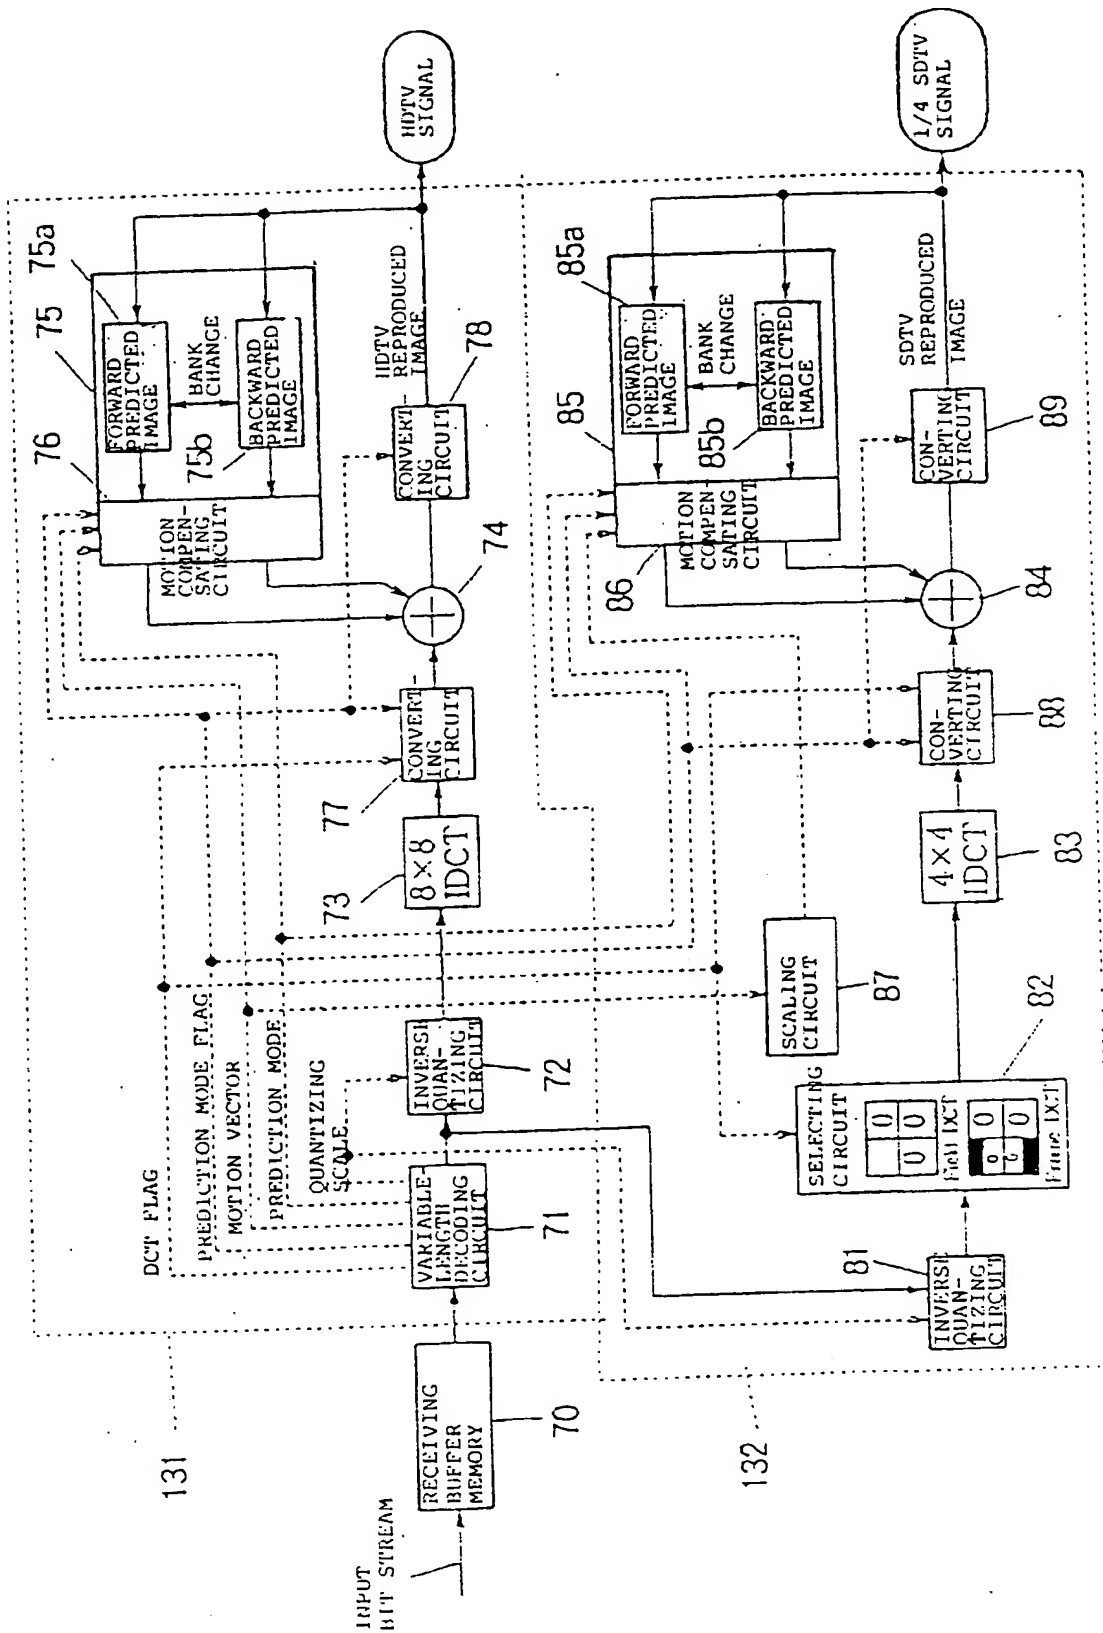 INPUT
BIT STREAM
RECEIVING
BUFFER
MEMORY
70
131
132
DCT FLAG
PREDICTION MODE FLAG
MOTION VECTOR
PREDICTION MODE
QUANTIZING
SCALE
VARIABLE-
LENGTH
DECODING
CIRCUIT
71
INVERSE
QUAN-
TIZING
CIRCUIT
72
8×8
IDCT
73
CONVERT-
ING
CIRCUIT
77
74
MOTION
COMPEN-
SATING
CIRCUIT
76
75
FORWARD
PREDICTED
IMAGE
75a
BANK
CHANGE
BACKWARD
PREDICTED
IMAGE
75b
CONVERT-
ING
CIRCUIT
78
HDTV
REPRODUCED
IMAGE
HDTV
SIGNAL
INVERSE
QUAN-
TIZING
CIRCUIT
81
SELECTING
CIRCUIT
0
0 0
Field DCT
0 0
0 0
Frame DCT
82
SCALING
CIRCUIT
87
4×4
IDCT
83
CON-
VERTING
CIRCUIT
88
84
MOTION
COMPEN-
SATING
CIRCUIT
86
85
FORWARD
PREDICTED
IMAGE
85a
BANK
CHANGE
BACKWARD
PREDICTED
IMAGE
85b
CON-
VERTING
CIRCUIT
89
SDTV
REPRODUCED
IMAGE
1/4 SDTV
SIGNAL